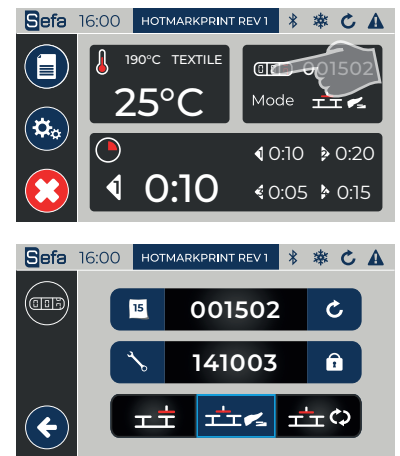 Sefa 16:00 HOTMARKPRINT REV 1
190°C TEXTILE
25°C
001502
Mode
0:10 0:20
1 0:10
0:05 0:15
Sefa 16:00 HOTMARKPRINT REV 1
15 001502
141003